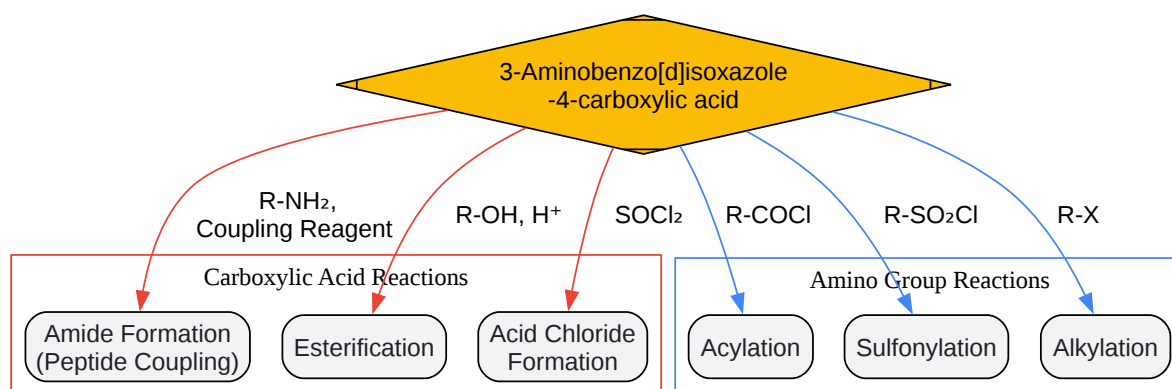 3-Aminobenzo[d]isoxazole
-4-carboxylic acid
R-NH₂,
Coupling Reagent
R-OH, H⁺
SOCl₂
R-COCl
R-SO₂Cl
R-X
Carboxylic Acid Reactions
Amino Group Reactions
Amide Formation
(Peptide Coupling)
Esterification
Acid Chloride
Formation
Acylation
Sulfonylation
Alkylation